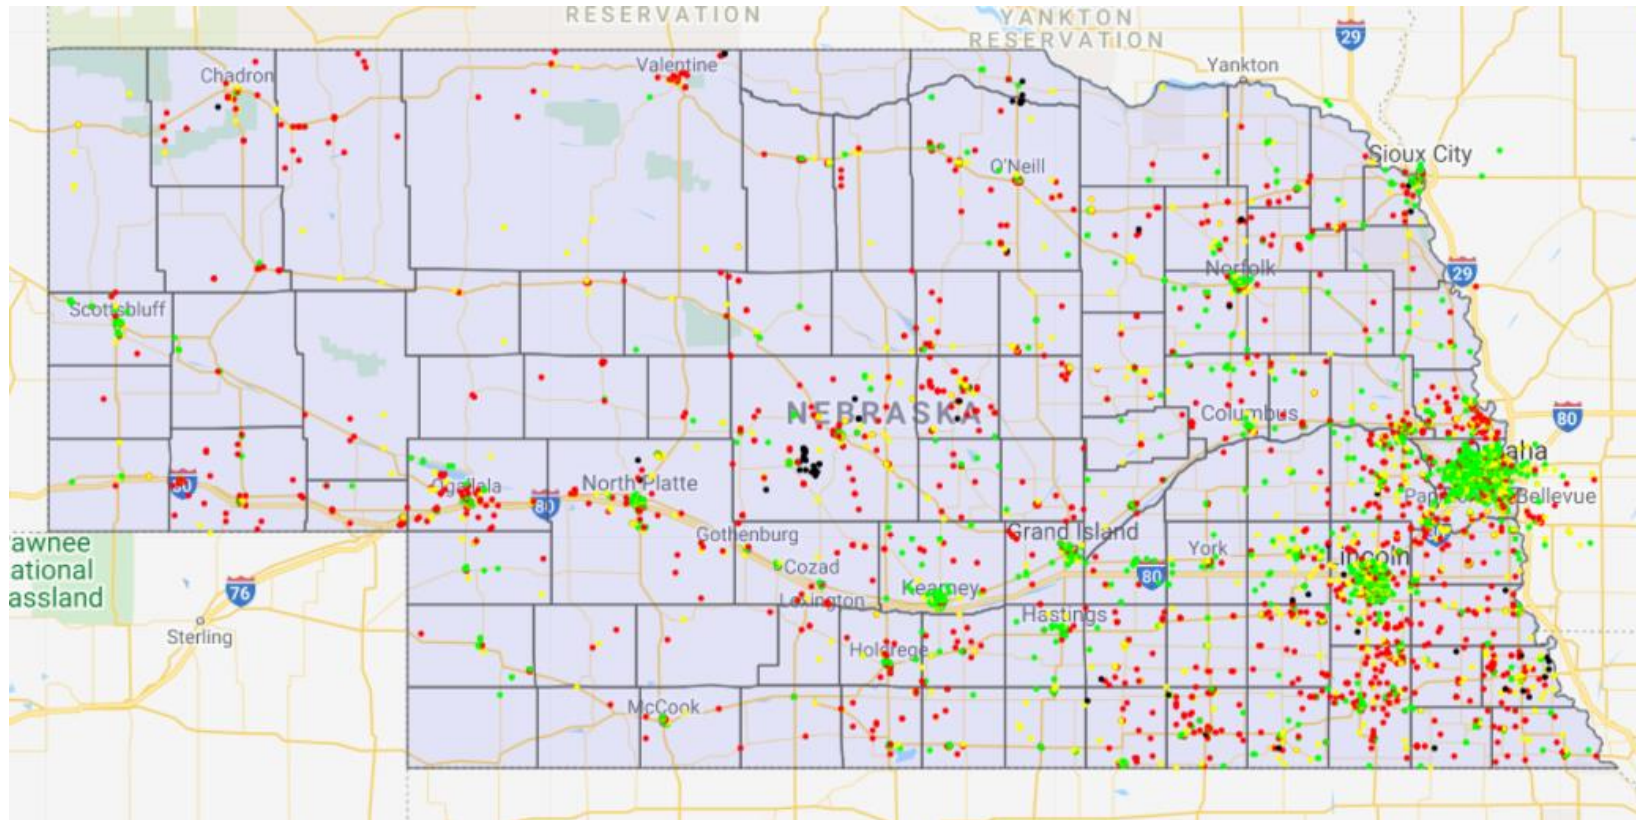 RESERVATION
YANKTON
RESERVATION
29
Chadron
Valentine
Yankton
Sioux City
O'Neill
Norfolk
29
Scottsbluff
NEBRASKA
Columbus
80
Omaha
80
Ogallala
North Platte
80
Bellevue
Gothenburg
Grand Island
York
Lincoln
awnee
ational
assland
Cozad
80
76
Kearney
Lexington
Hastings
Sterling
Holdrege
McCook